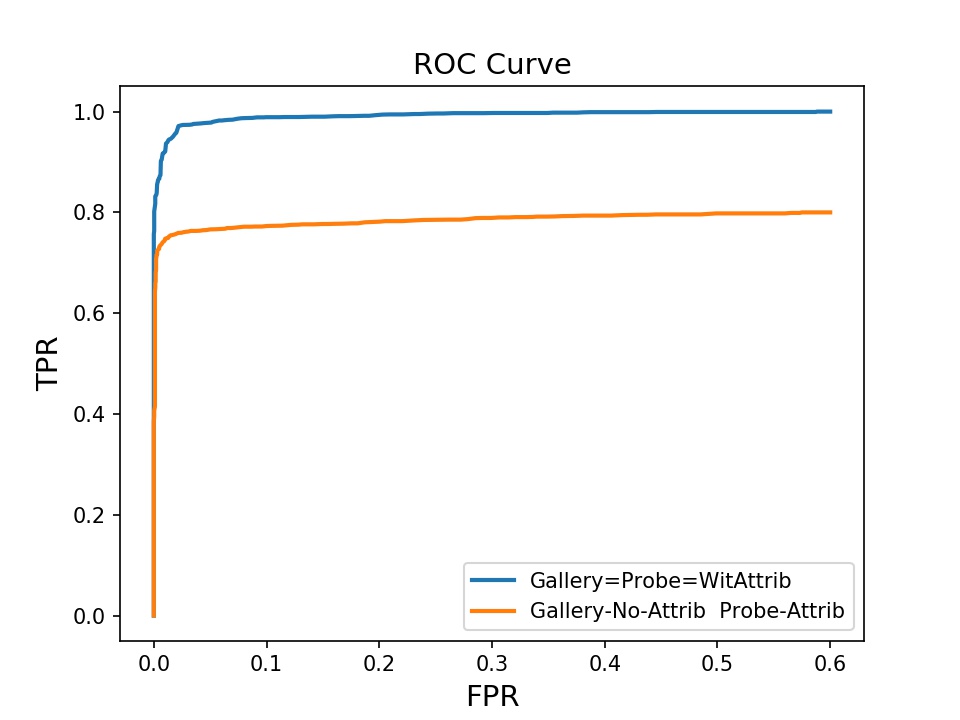 ROC Curve
1.0
0.8
0.6
0.4
0.2
0.0
TPR
0.0 0.1 0.2 0.3 0.4 0.5 0.6
FPR
Gallery=Probe=WitAttrib
Gallery-No-Attrib  Probe-Attrib